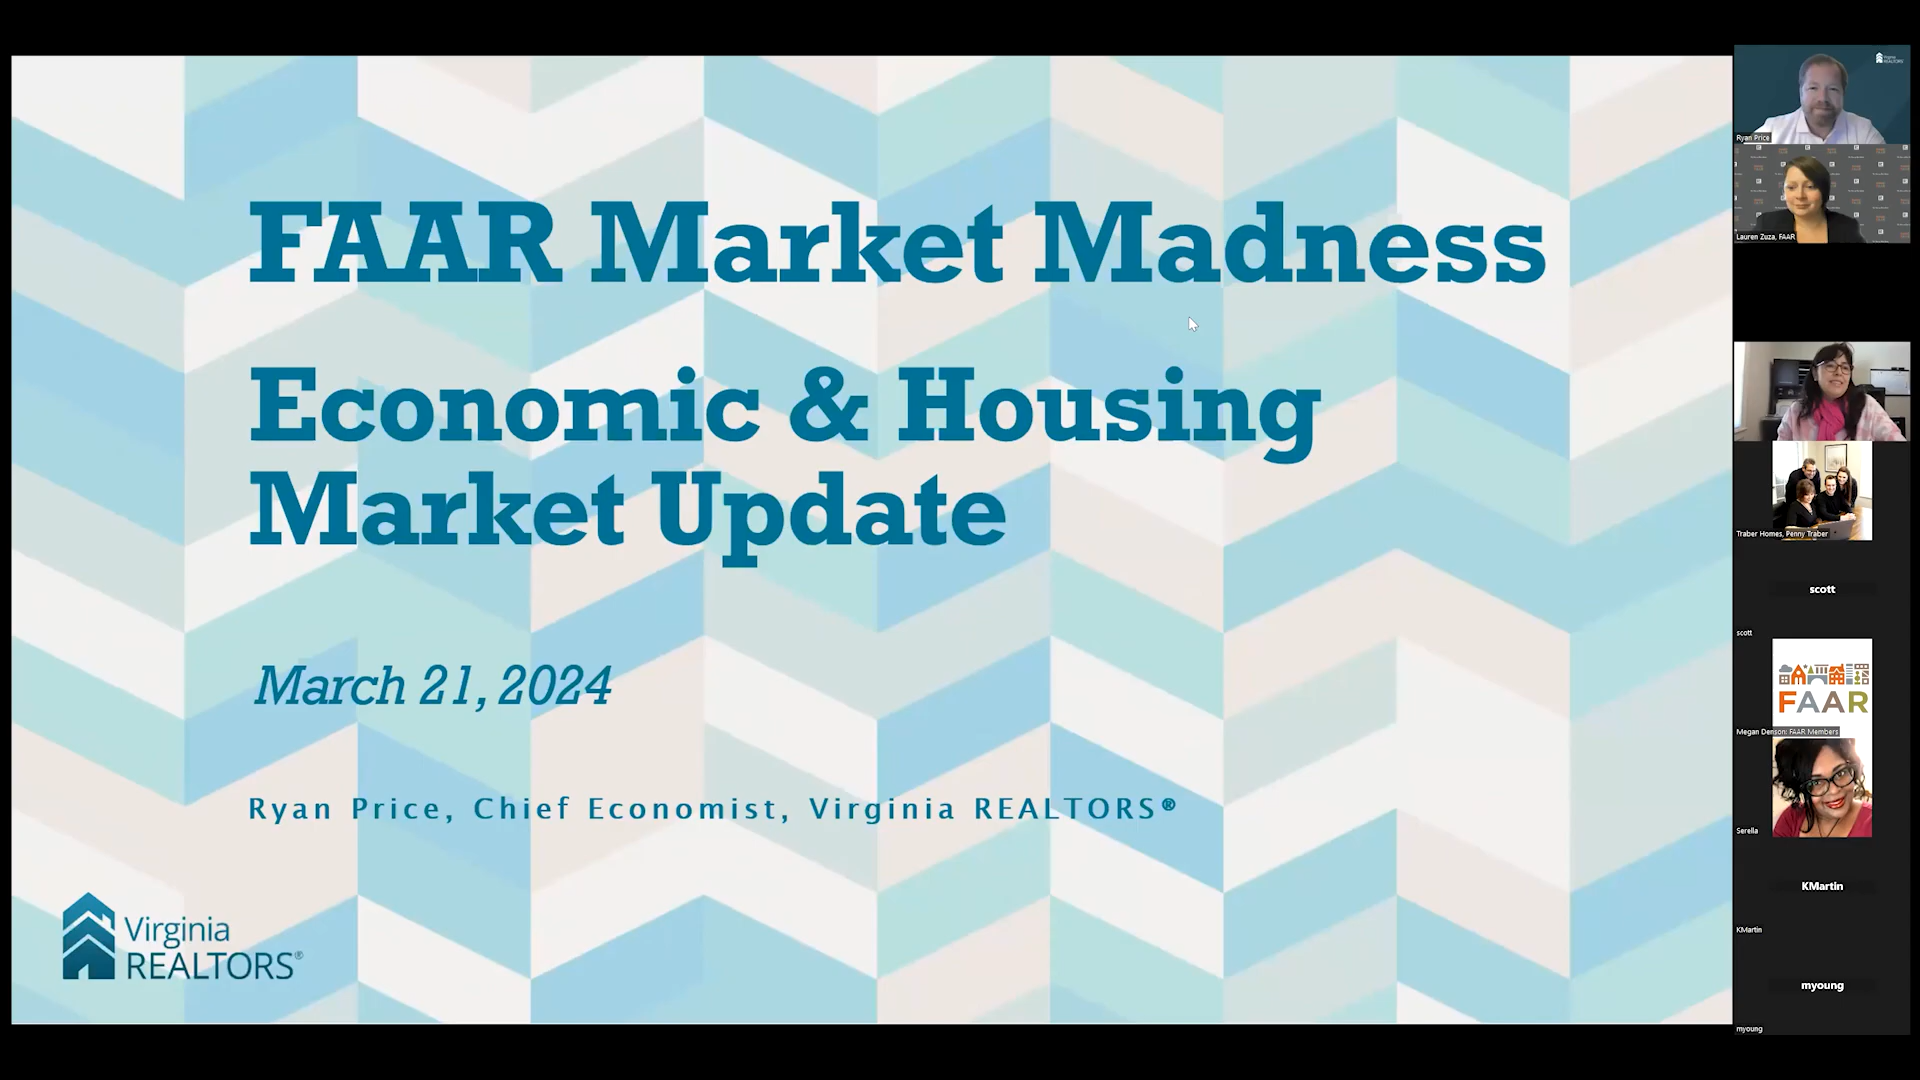 FAAR Market Madness
Economic & Housing
Market Update
March 21, 2024
Ryan Price, Chief Economist, Virginia REALTORS®
Virginia
REALTORS®
Ryan Price
Lauren Zuza, FAAR
Traber Homes, Penny Traber
scott
scott
FAAR
Megan Denson: FAAR Members
Serella
KMartin
KMartin
myoung
myoung